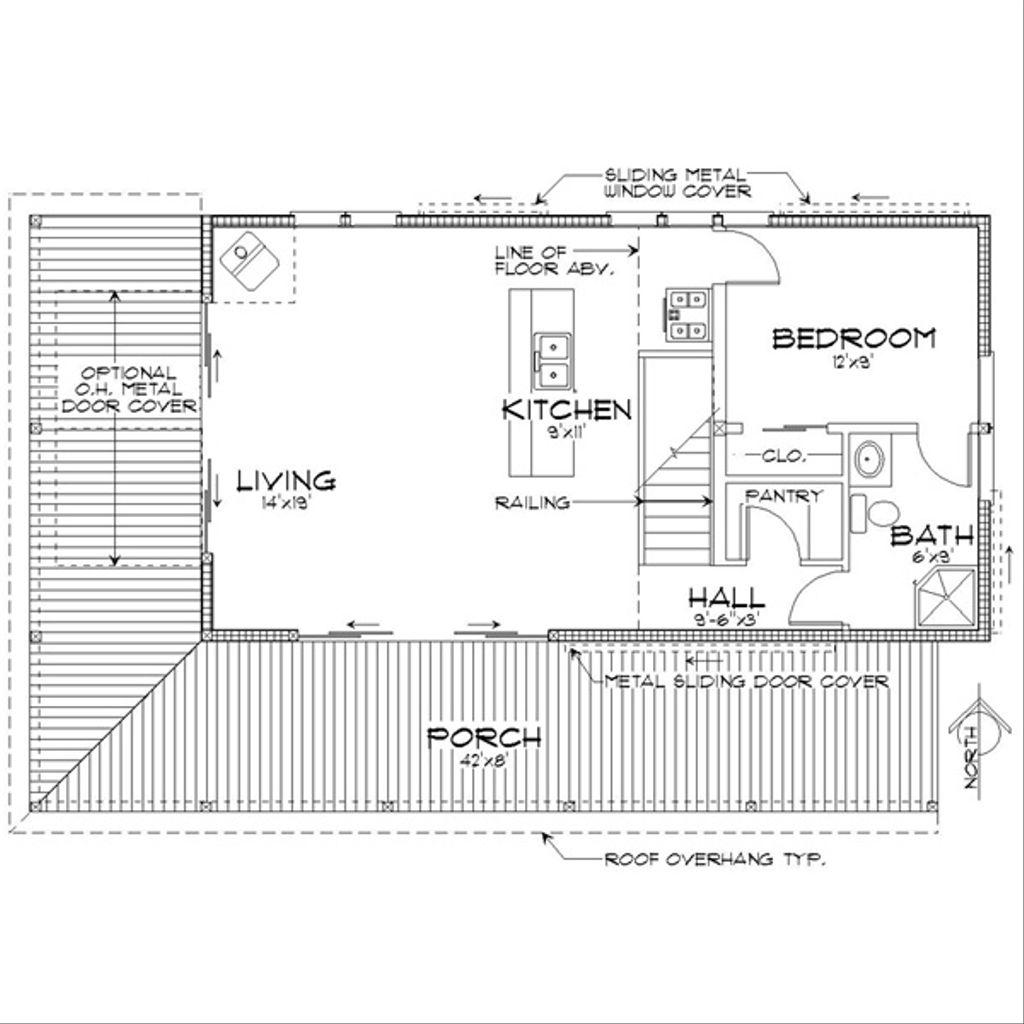 SLIDING METAL
WINDOW COVER
LINE OF
FLOOR ABV.
BEDROOM
12'x9'
OPTIONAL
O.H. METAL
DOOR COVER
KITCHEN
9'x11'
CLO.
LIVING
14'x19'
RAILING
PANTRY
BATH
6'x9'
HALL
9'-6"x3'
METAL SLIDING DOOR COVER
PORCH
42'x8'
NORTH
ROOF OVERHANG TYP.